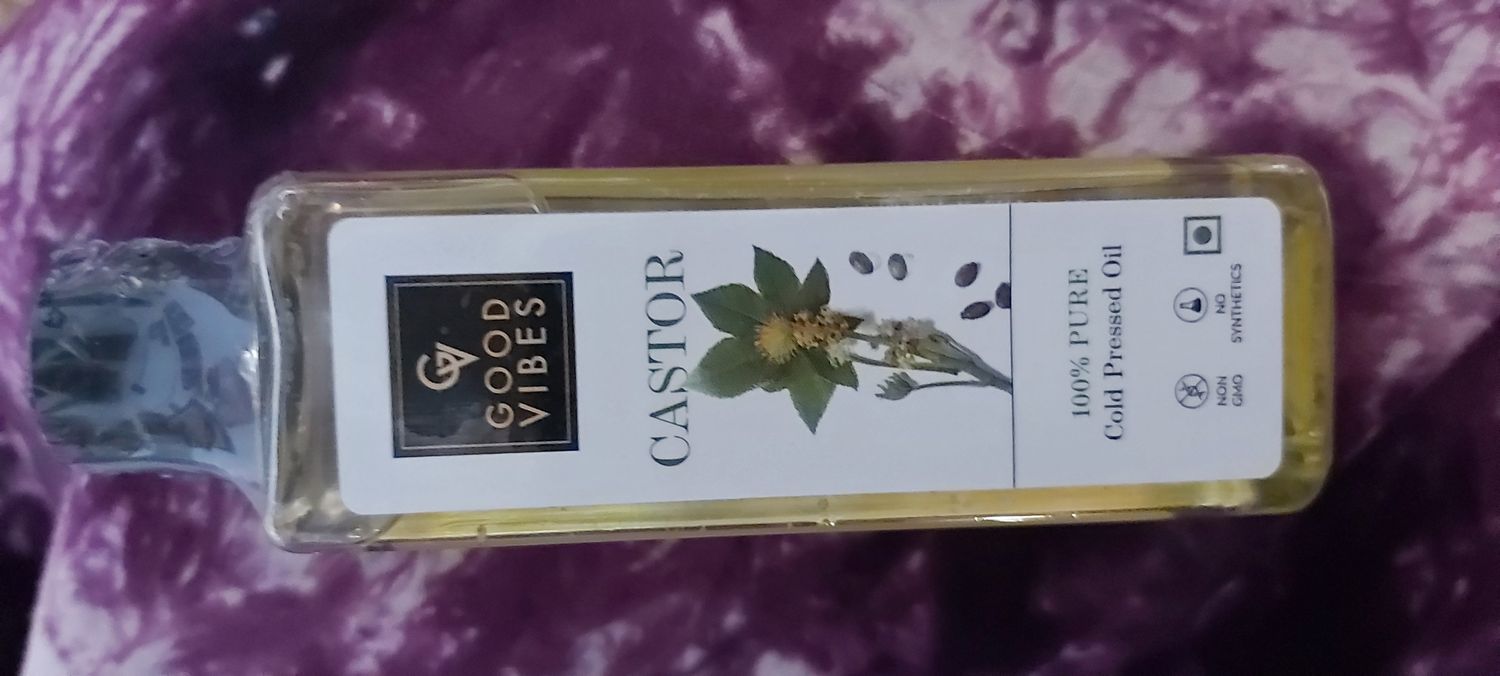 GOOD
VIBES
CASTOR
100% PURE
Cold Pressed Oil
NON
GMO
NO
SYNTHETICS